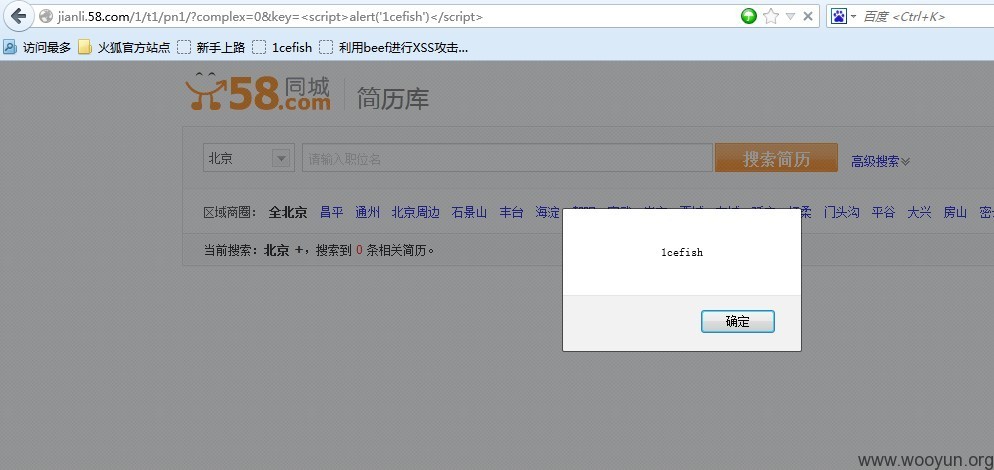 jianli.58.com/1/t1/pn1/?complex=0&key=<script>alert('1cefish')</script>
百度 <Ctrl+K>
访问最多 火狐官方站点 新手上路 1cefish 利用beef进行XSS攻击...
58同城.com 简历库
北京 请输入职位名 搜索简历 高级搜索
区域商圈： 全北京 昌平 通州 北京周边 石景山 丰台 海淀 门头沟 平谷 大兴 房山
当前搜索：北京 +，搜索到 0 条相关简历。
1cefish
确定
www.wooyun.org